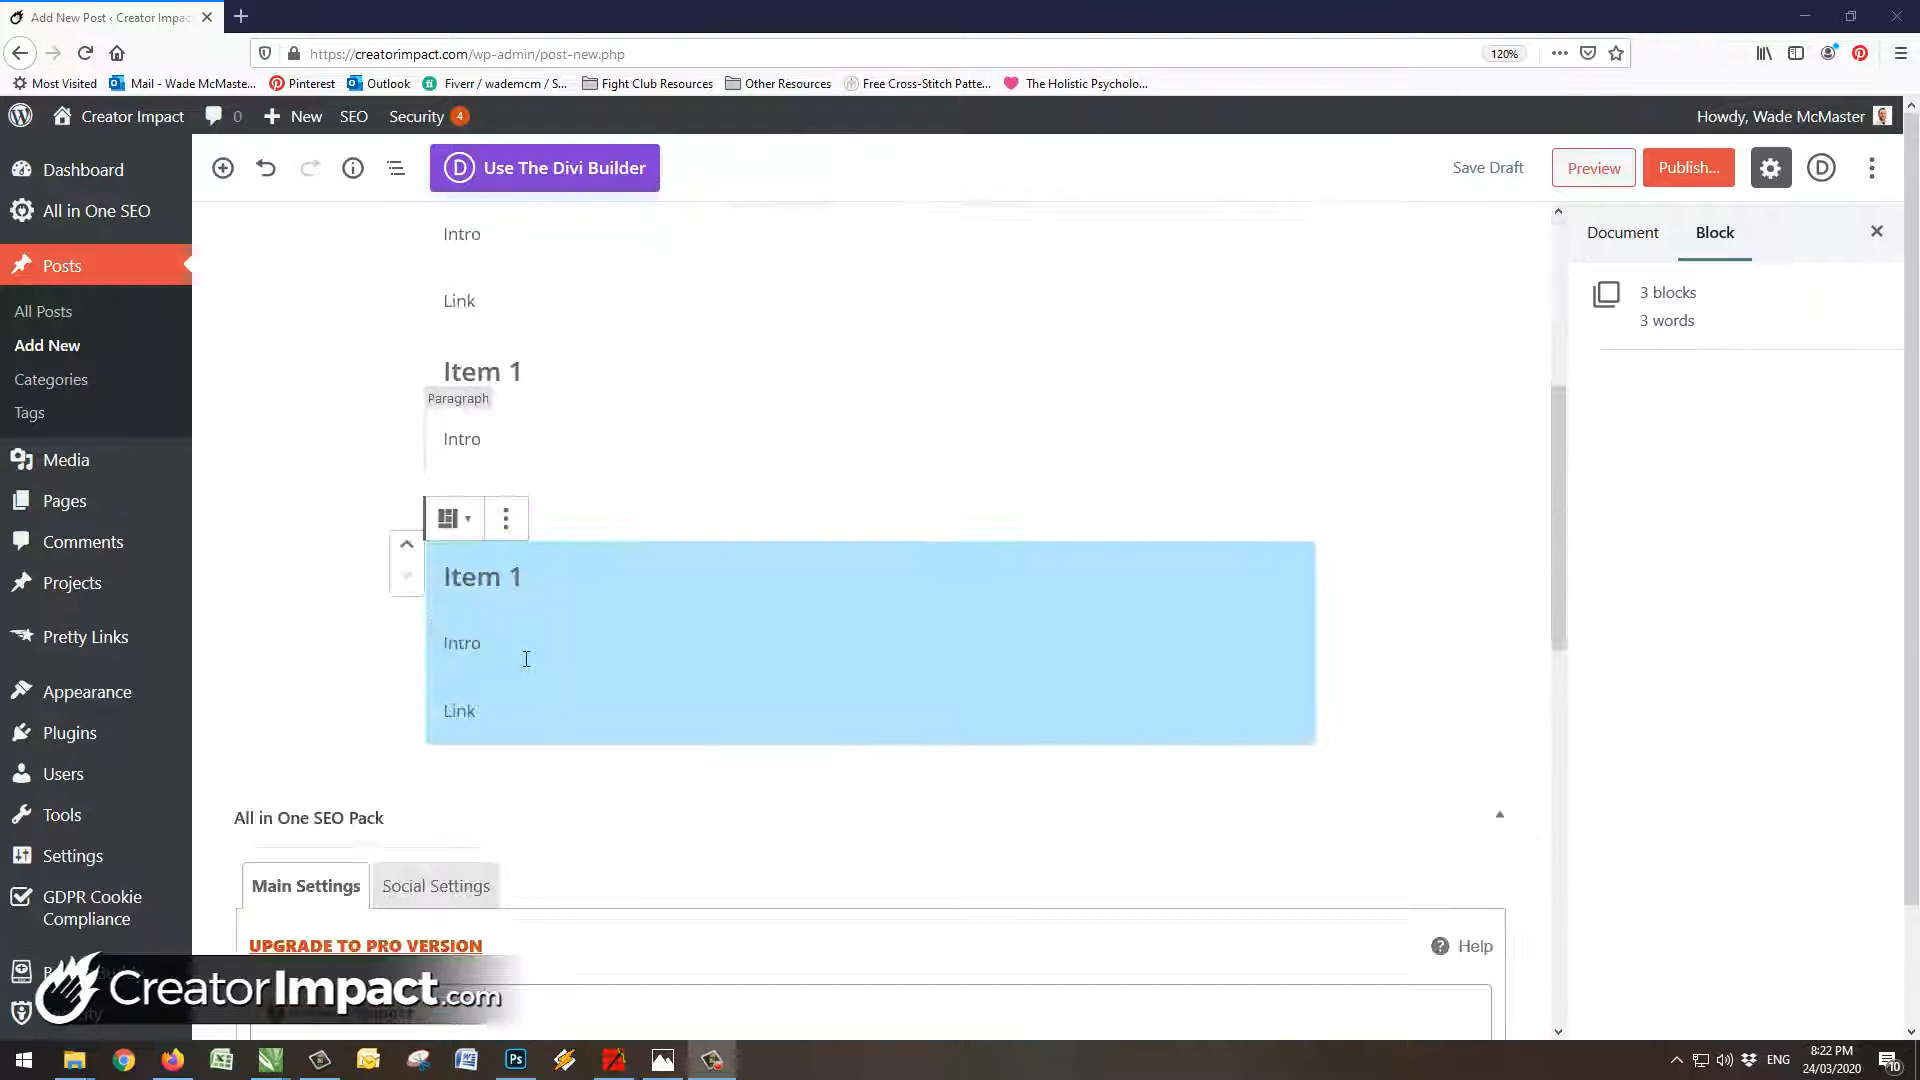 Add New Post ‹ Creator Impac
https://creatorimpact.com/wp-admin/post-new.php
120%
Most Visited
Mail - Wade McMaste...
Pinterest
Outlook
Fiverr / wademcm / S...
Fight Club Resources
Other Resources
Free Cross-Stitch Patte...
The Holistic Psycholo...
Creator Impact
0
New
SEO
Security
4
Howdy, Wade McMaster
Use The Divi Builder
Save Draft
Preview
Publish...
D
Dashboard
All in One SEO
Posts
All Posts
Add New
Categories
Tags
Media
Pages
Comments
Projects
Pretty Links
Appearance
Plugins
Users
Tools
Settings
GDPR Cookie
Compliance
Intro
Link
Item 1
Paragraph
Intro
Item 1
Intro
Link
Document
Block
3 blocks
3 words
All in One SEO Pack
Main Settings
Social Settings
UPGRADE TO PRO VERSION
Help
CreatorImpact.com
Ps
ENG
8:22 PM
24/03/2020
10